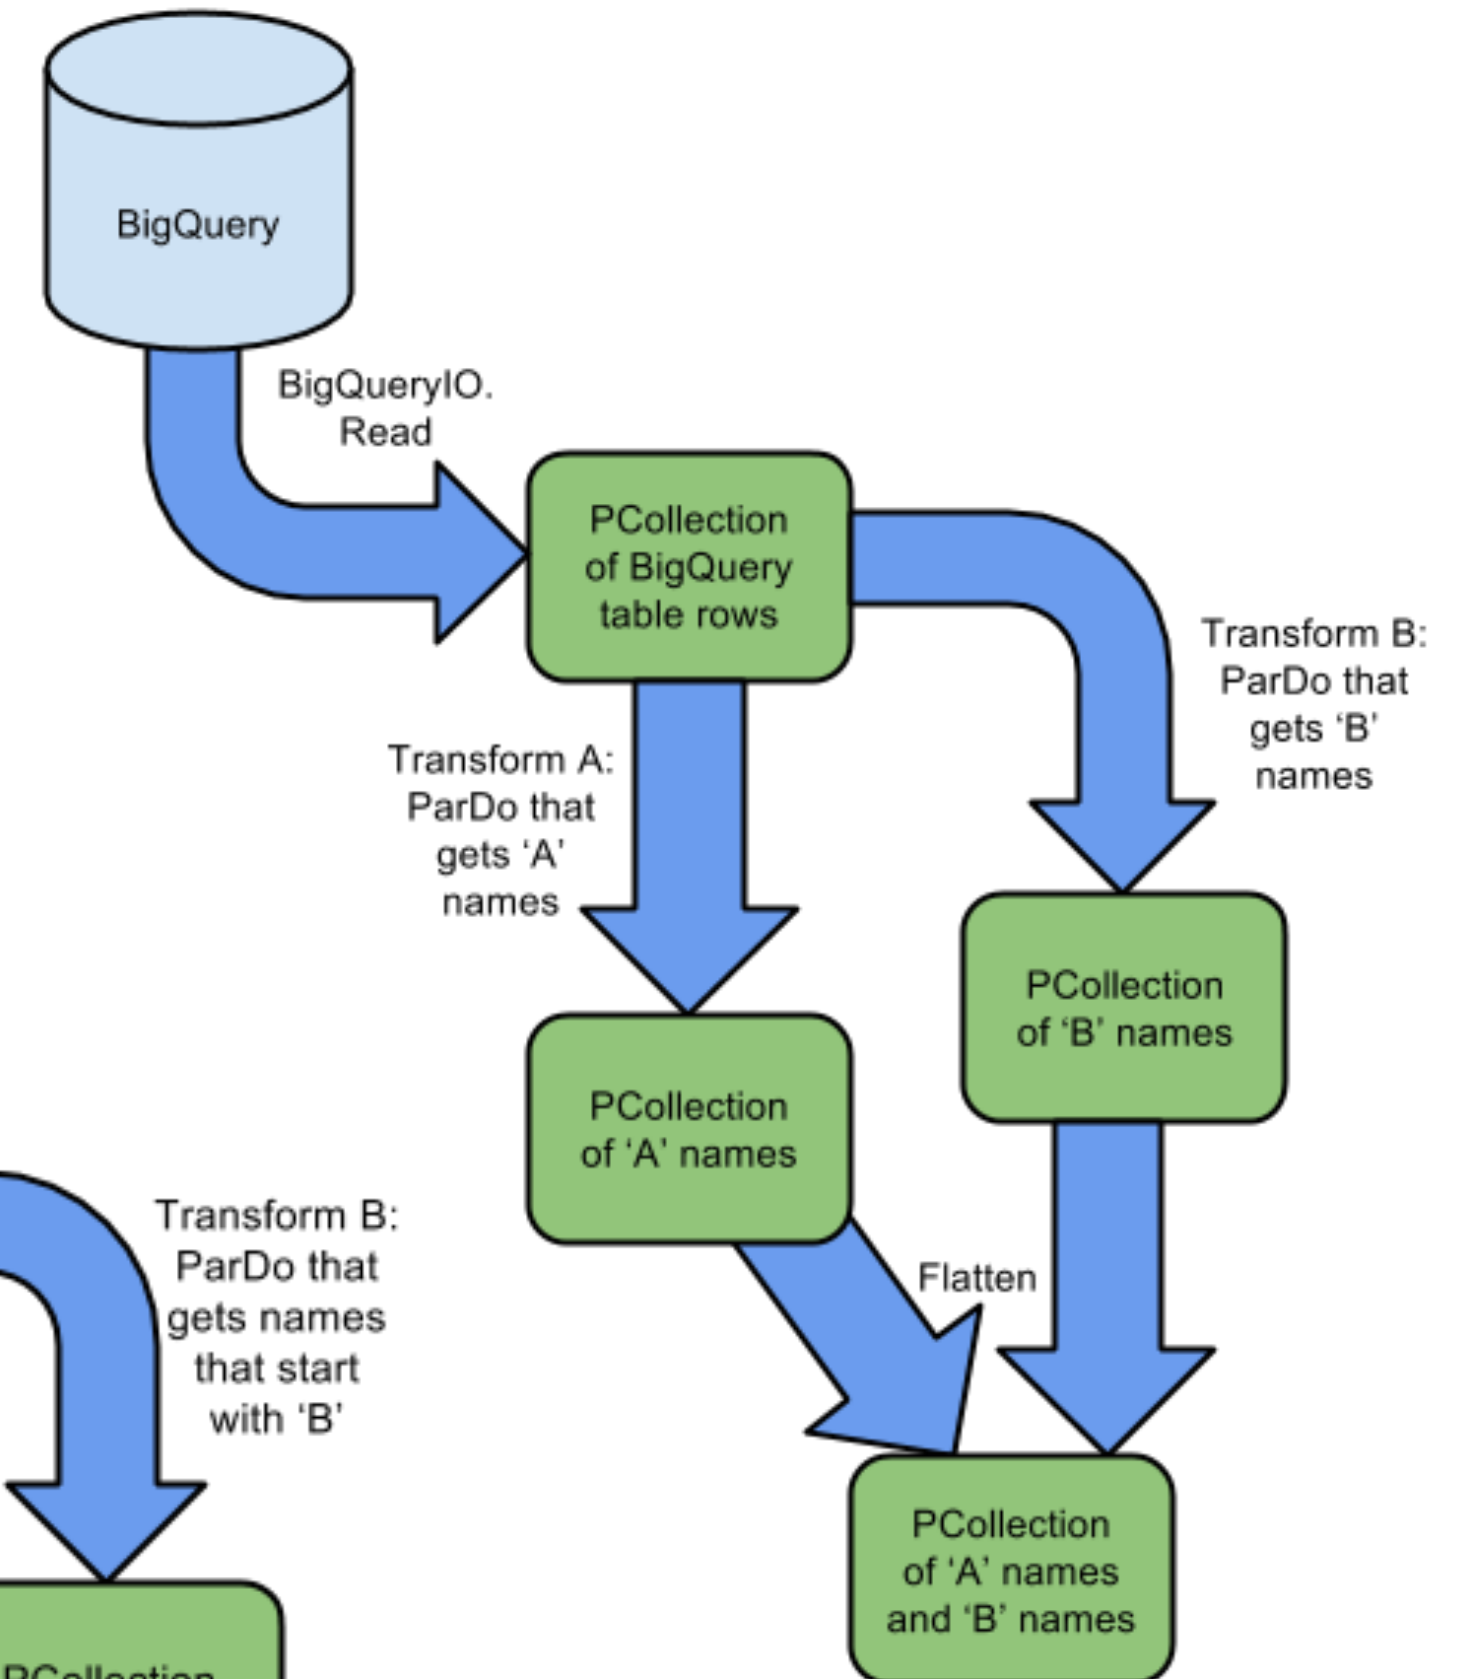 BigQuery
BigQueryIO.
Read
PCollection
of BigQuery
table rows
Transform B:
ParDo that
gets ‘B’
names
Transform A:
ParDo that
gets ‘A’
names
PCollection
of ‘B’ names
PCollection
of ‘A’ names
Flatten
Transform B:
ParDo that
gets names
that start
with ‘B’
PCollection
of ‘A’ names
and ‘B’ names
PCollection